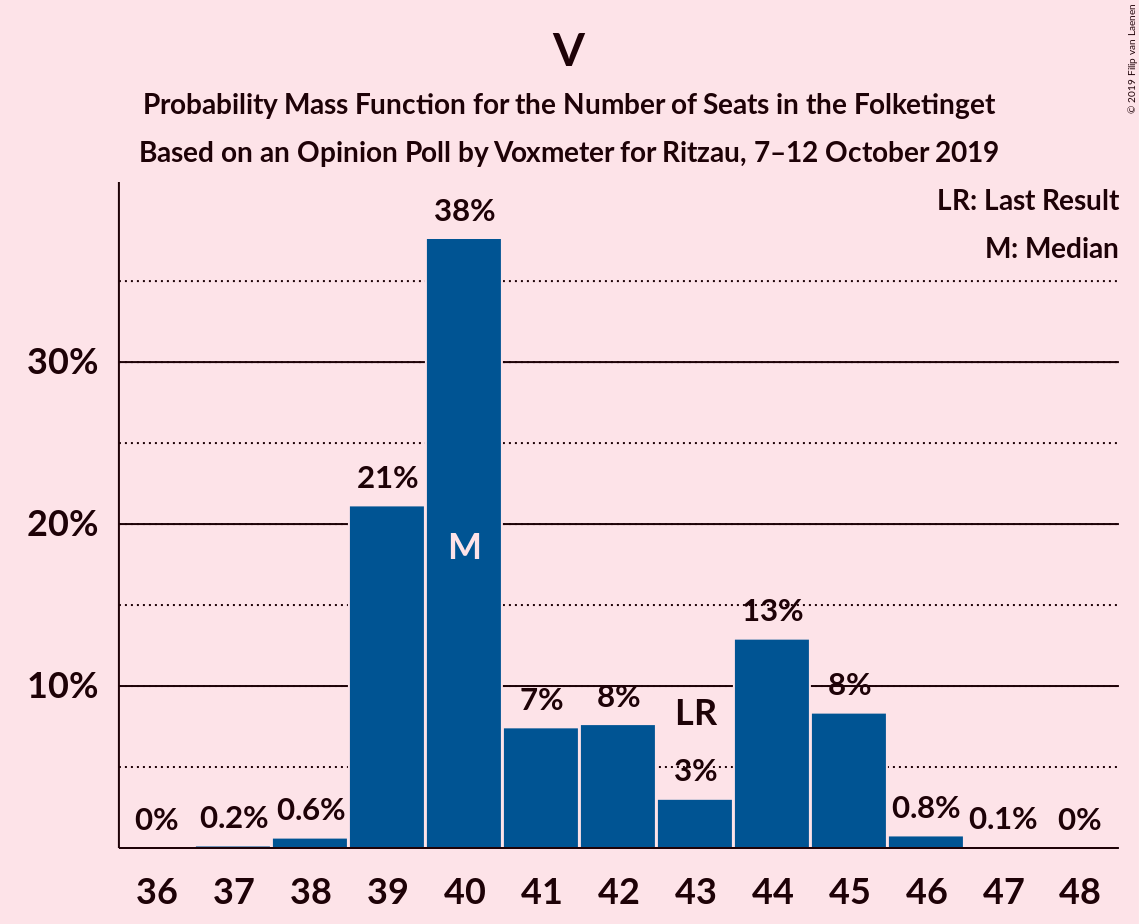 © 2019 Filip van Laenen
V
Probability Mass Function for the Number of Seats in the Folketinget
Based on an Opinion Poll by Voxmeter for Ritzau, 7–12 October 2019
LR: Last Result
M: Median
38%
30%
21%
20%
M
13%
10%
7%
8%
LR
8%
3%
0%
0.2%
0.6%
0.8%
0.1%
0%
36 37 38 39 40 41 42 43 44 45 46 47 48